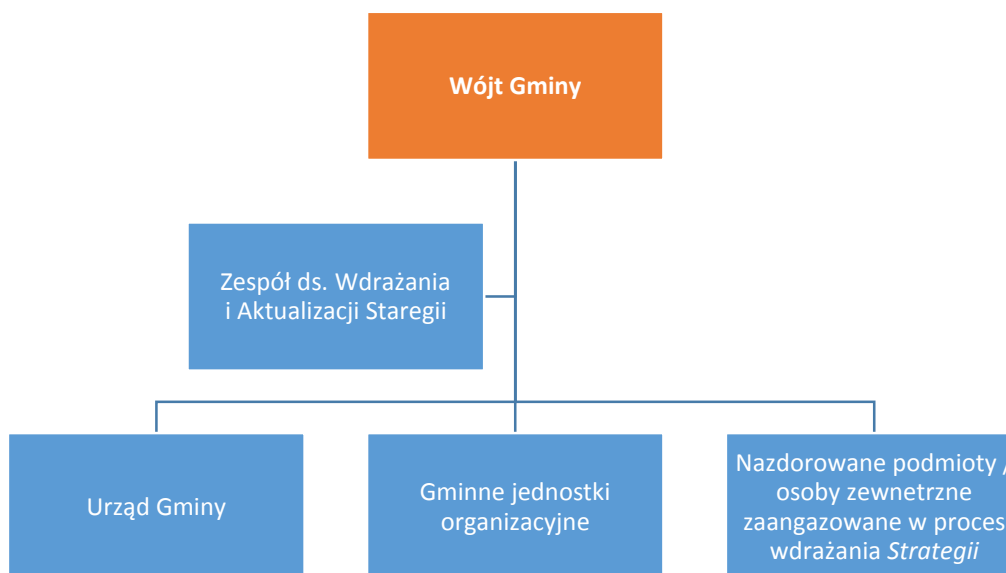 Wójt Gminy
Zespół ds. Wdrażania
i Aktualizacji Staregii
Urząd Gminy
Gminne jednostki
organizacyjne
Nazdorowane podmioty /
osoby zewnetrzne
zaangazowane w proces
wdrażania Strategii